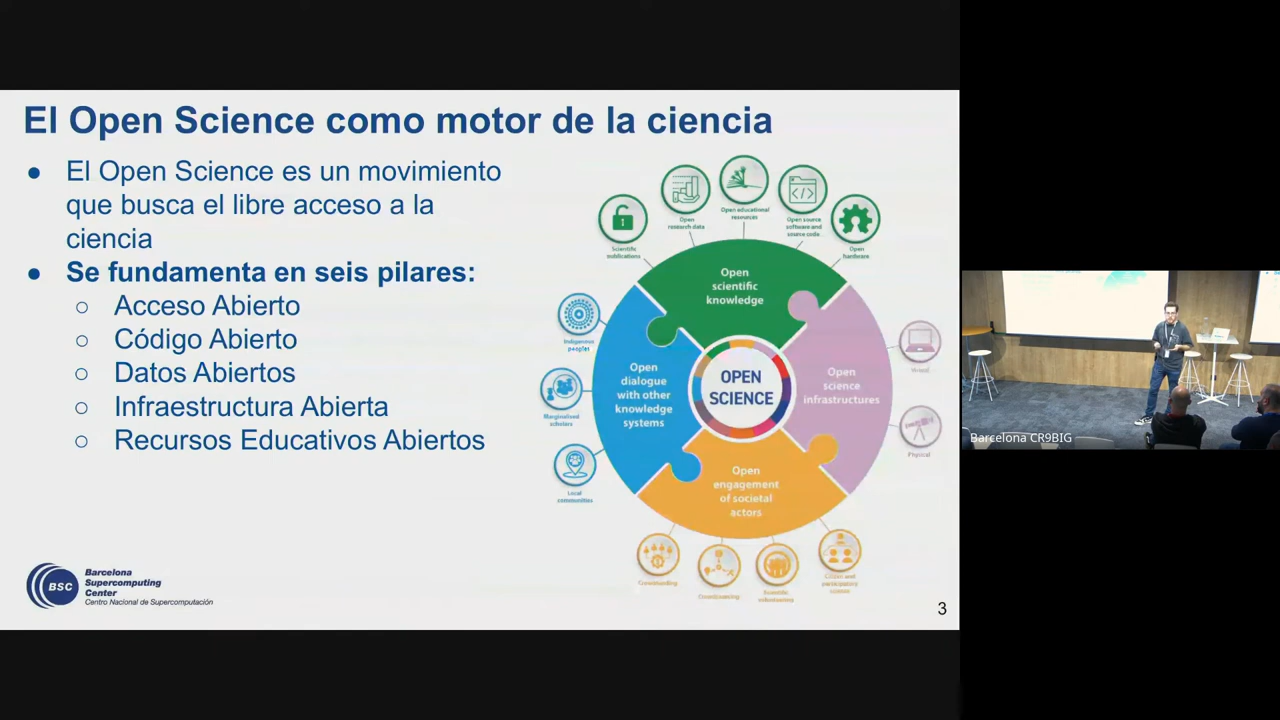 El Open Science como motor de la ciencia
● El Open Science es un movimiento
que busca el libre acceso a la
ciencia
● Se fundamenta en seis pilares:
○ Acceso Abierto
○ Código Abierto
○ Datos Abiertos
○ Infraestructura Abierta
○ Recursos Educativos Abiertos
Scientific
publications
Open
research data
Open educational
resources
Open source
software and
source code
Open
hardware
Open
scientific
knowledge
Indigenous
peoples
Marginalised
scholars
Local
communities
Open
dialogue
with other
knowledge
systems
OPEN
SCIENCE
Open
science
infrastructures
Virtual
Physical
Open
engagement
of societal
actors
Crowdfunding
Crowdsourcing
Scientific
volunteering
Citizen and
participatory
science
BSC
Barcelona
Supercomputing
Center
Centro Nacional de Supercomputación
3
Barcelona CR9BIG